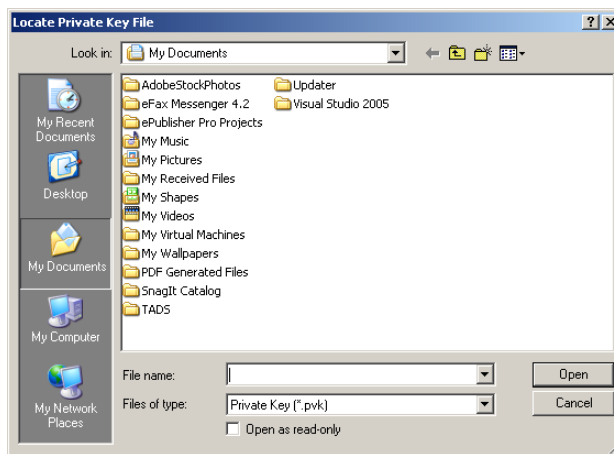 Locate Private Key File
Look in:
My Documents
My Recent
Documents
Desktop
My Documents
My Computer
My Network
Places
AdobeStockPhotos
eFax Messenger 4.2
ePublisher Pro Projects
My Music
My Pictures
My Received Files
My Shapes
My Videos
My Virtual Machines
My Wallpapers
PDF Generated Files
SnagIt Catalog
TADS
Updater
Visual Studio 2005
File name:
Open
Files of type:
Private Key (*.pvk)
Cancel
Open as read-only